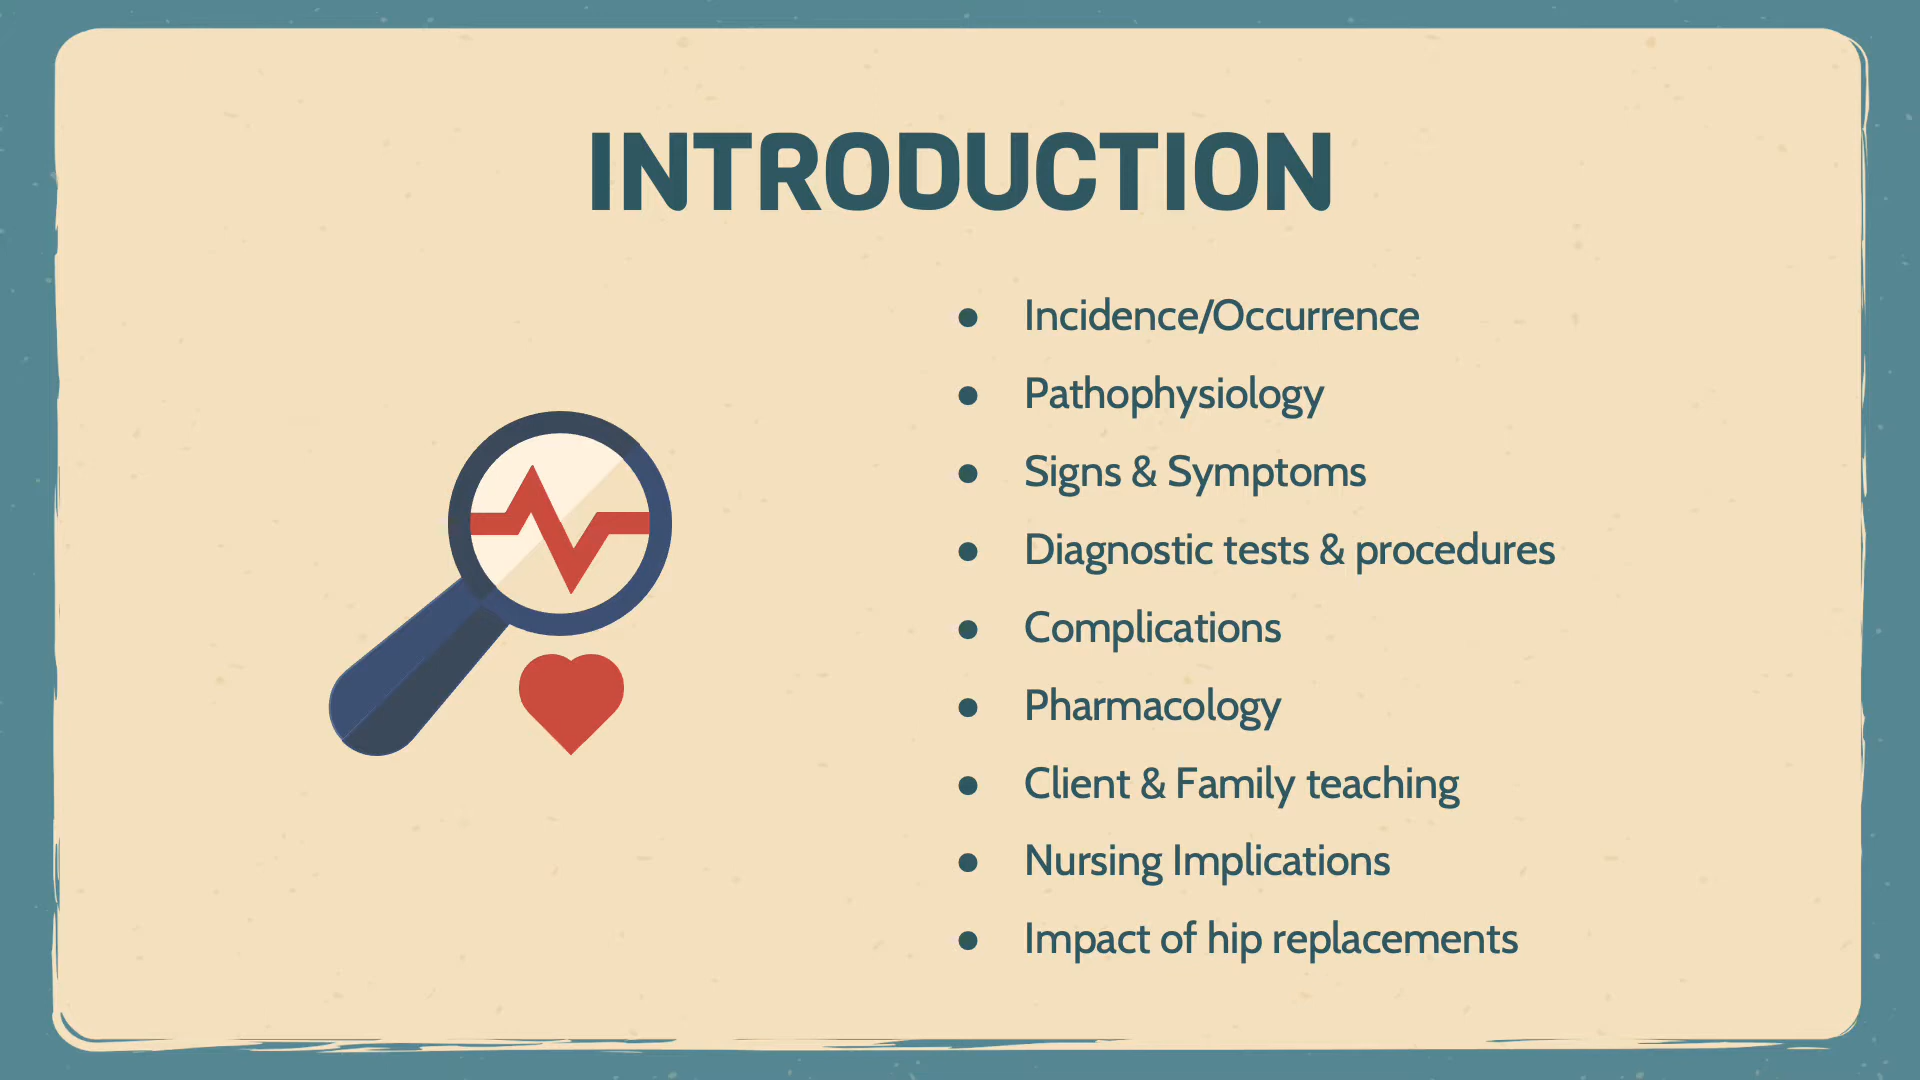 INTRODUCTION
● Incidence/Occurrence
● Pathophysiology
● Signs & Symptoms
● Diagnostic tests & procedures
● Complications
● Pharmacology
● Client & Family teaching
● Nursing Implications
● Impact of hip replacements